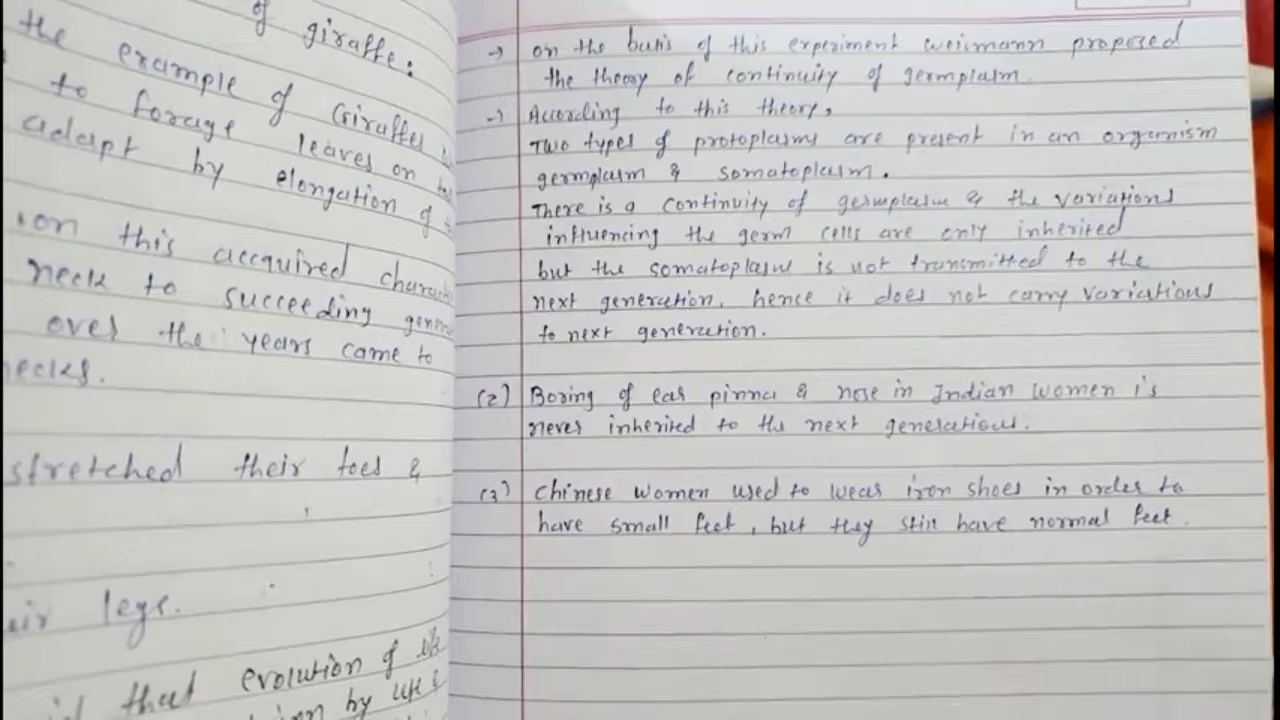 of giraffe:
the example of Giraffes
to forage leaves on
adapt by elongation of
on this accquired
neck to succeeding
over the years came to
necks.
stretched their toes &
legs.
that evolution of life
by use &
→ on the basis of this experiment weismann proposed
the theory of continuity of germplasm.
→ According to this theory,
Two types of protoplasms are present in an organism
germplasm & somatoplasm.
There is a continuity of germplasm & the variations
influencing the germ cells are only inherited
but the somatoplasm is not transmitted to the
next generation, hence it does not carry variations
to next generation.
(2) Boring of ear pinna & nose in Indian women is
never inherited to the next generations.
(3) Chinese women used to wear iron shoes in order to
have small feet, but they still have normal feet.